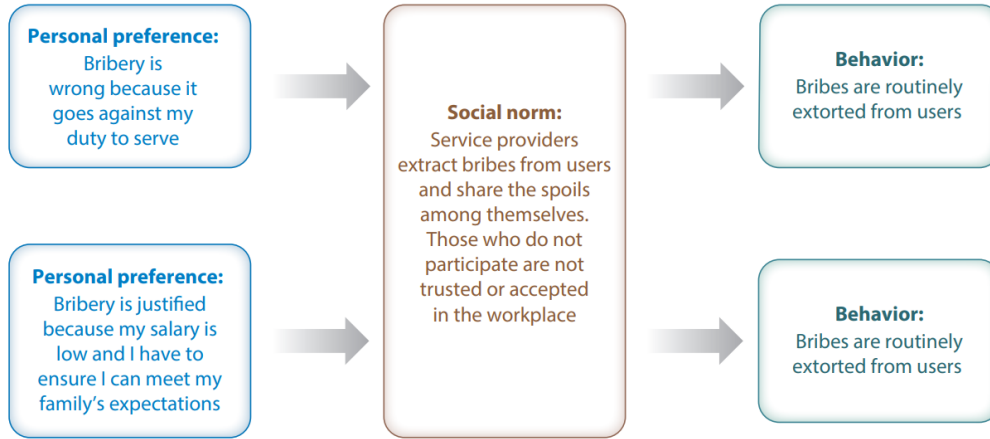 Personal preference:
Bribery is
wrong because it
goes against my
duty to serve
Personal preference:
Bribery is justified
because my salary is
low and I have to
ensure I can meet my
family’s expectations
Social norm:
Service providers
extract bribes from users
and share the spoils
among themselves.
Those who do not
participate are not
trusted or accepted
in the workplace
Behavior:
Bribes are routinely
extorted from users
Behavior:
Bribes are routinely
extorted from users